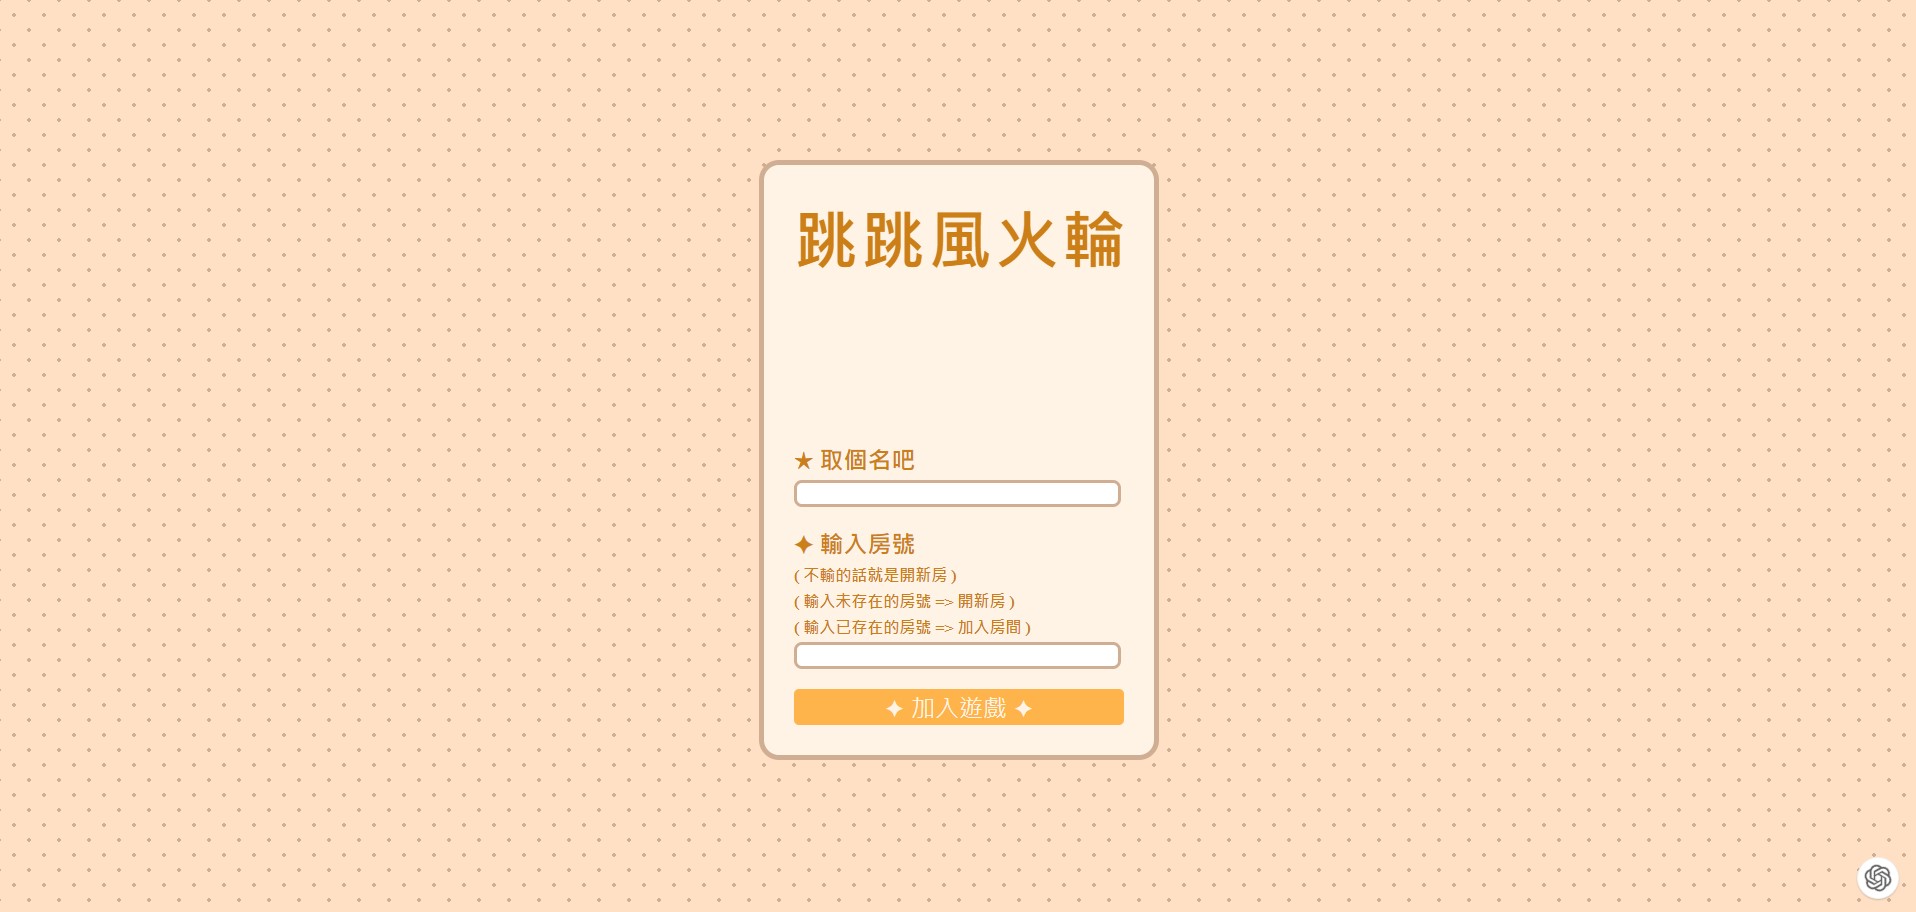 跳跳風火輪
★ 取個名吧
✦ 輸入房號
( 不輸的話就是開新房 )
( 輸入未存在的房號 => 開新房 )
( 輸入已存在的房號 => 加入房間 )
✦ 加入遊戲 ✦